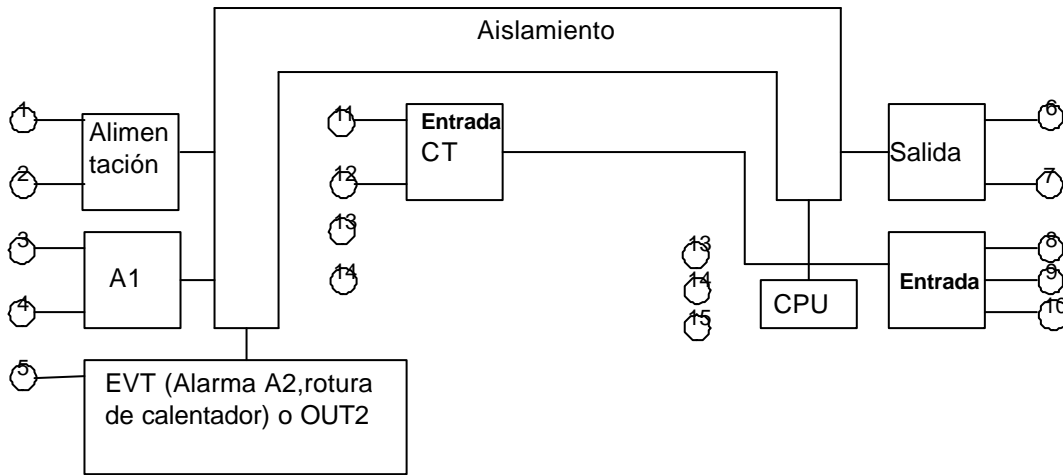 Aislamiento
1
2
3
4
5
Alimen
tación
A1
EVT (Alarma A2,rotura
de calentador) o OUT2
11
12
13
14
Entrada
CT
13
14
15
CPU
Salida
Entrada
6
7
8
9
10